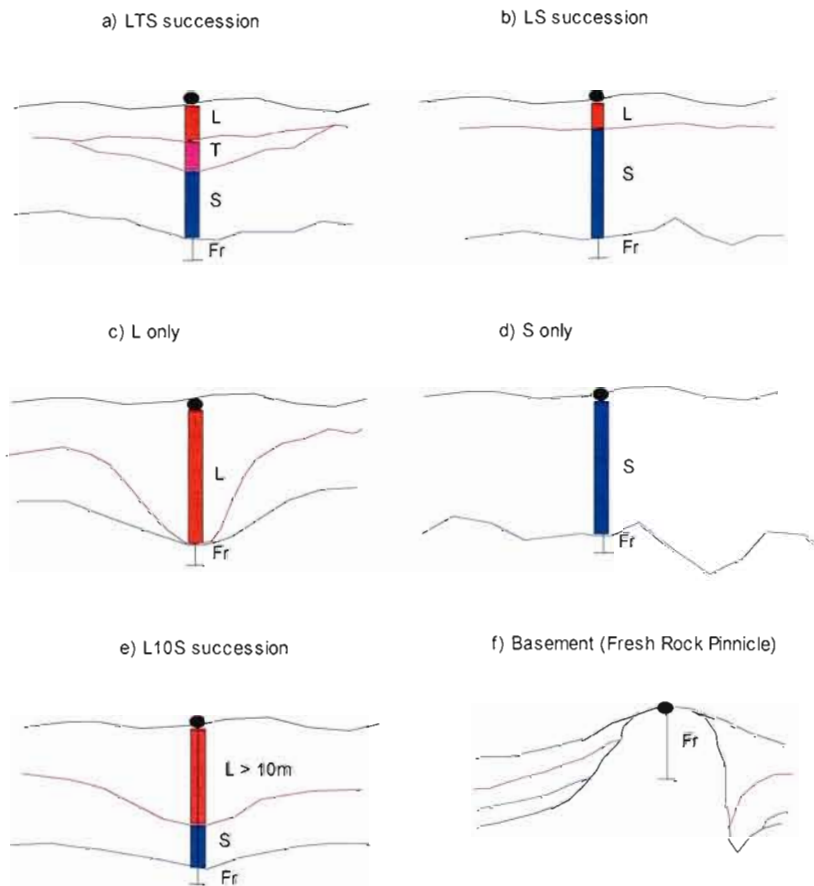 a) LTS succession
b) LS succession
L
T
S
Fr
L
S
Fr
c) L only
d) S only
L
Fr
S
Fr
e) L10S succession
f) Basement (Fresh Rock Pinnicle)
L > 10m
S
Fr
Fr